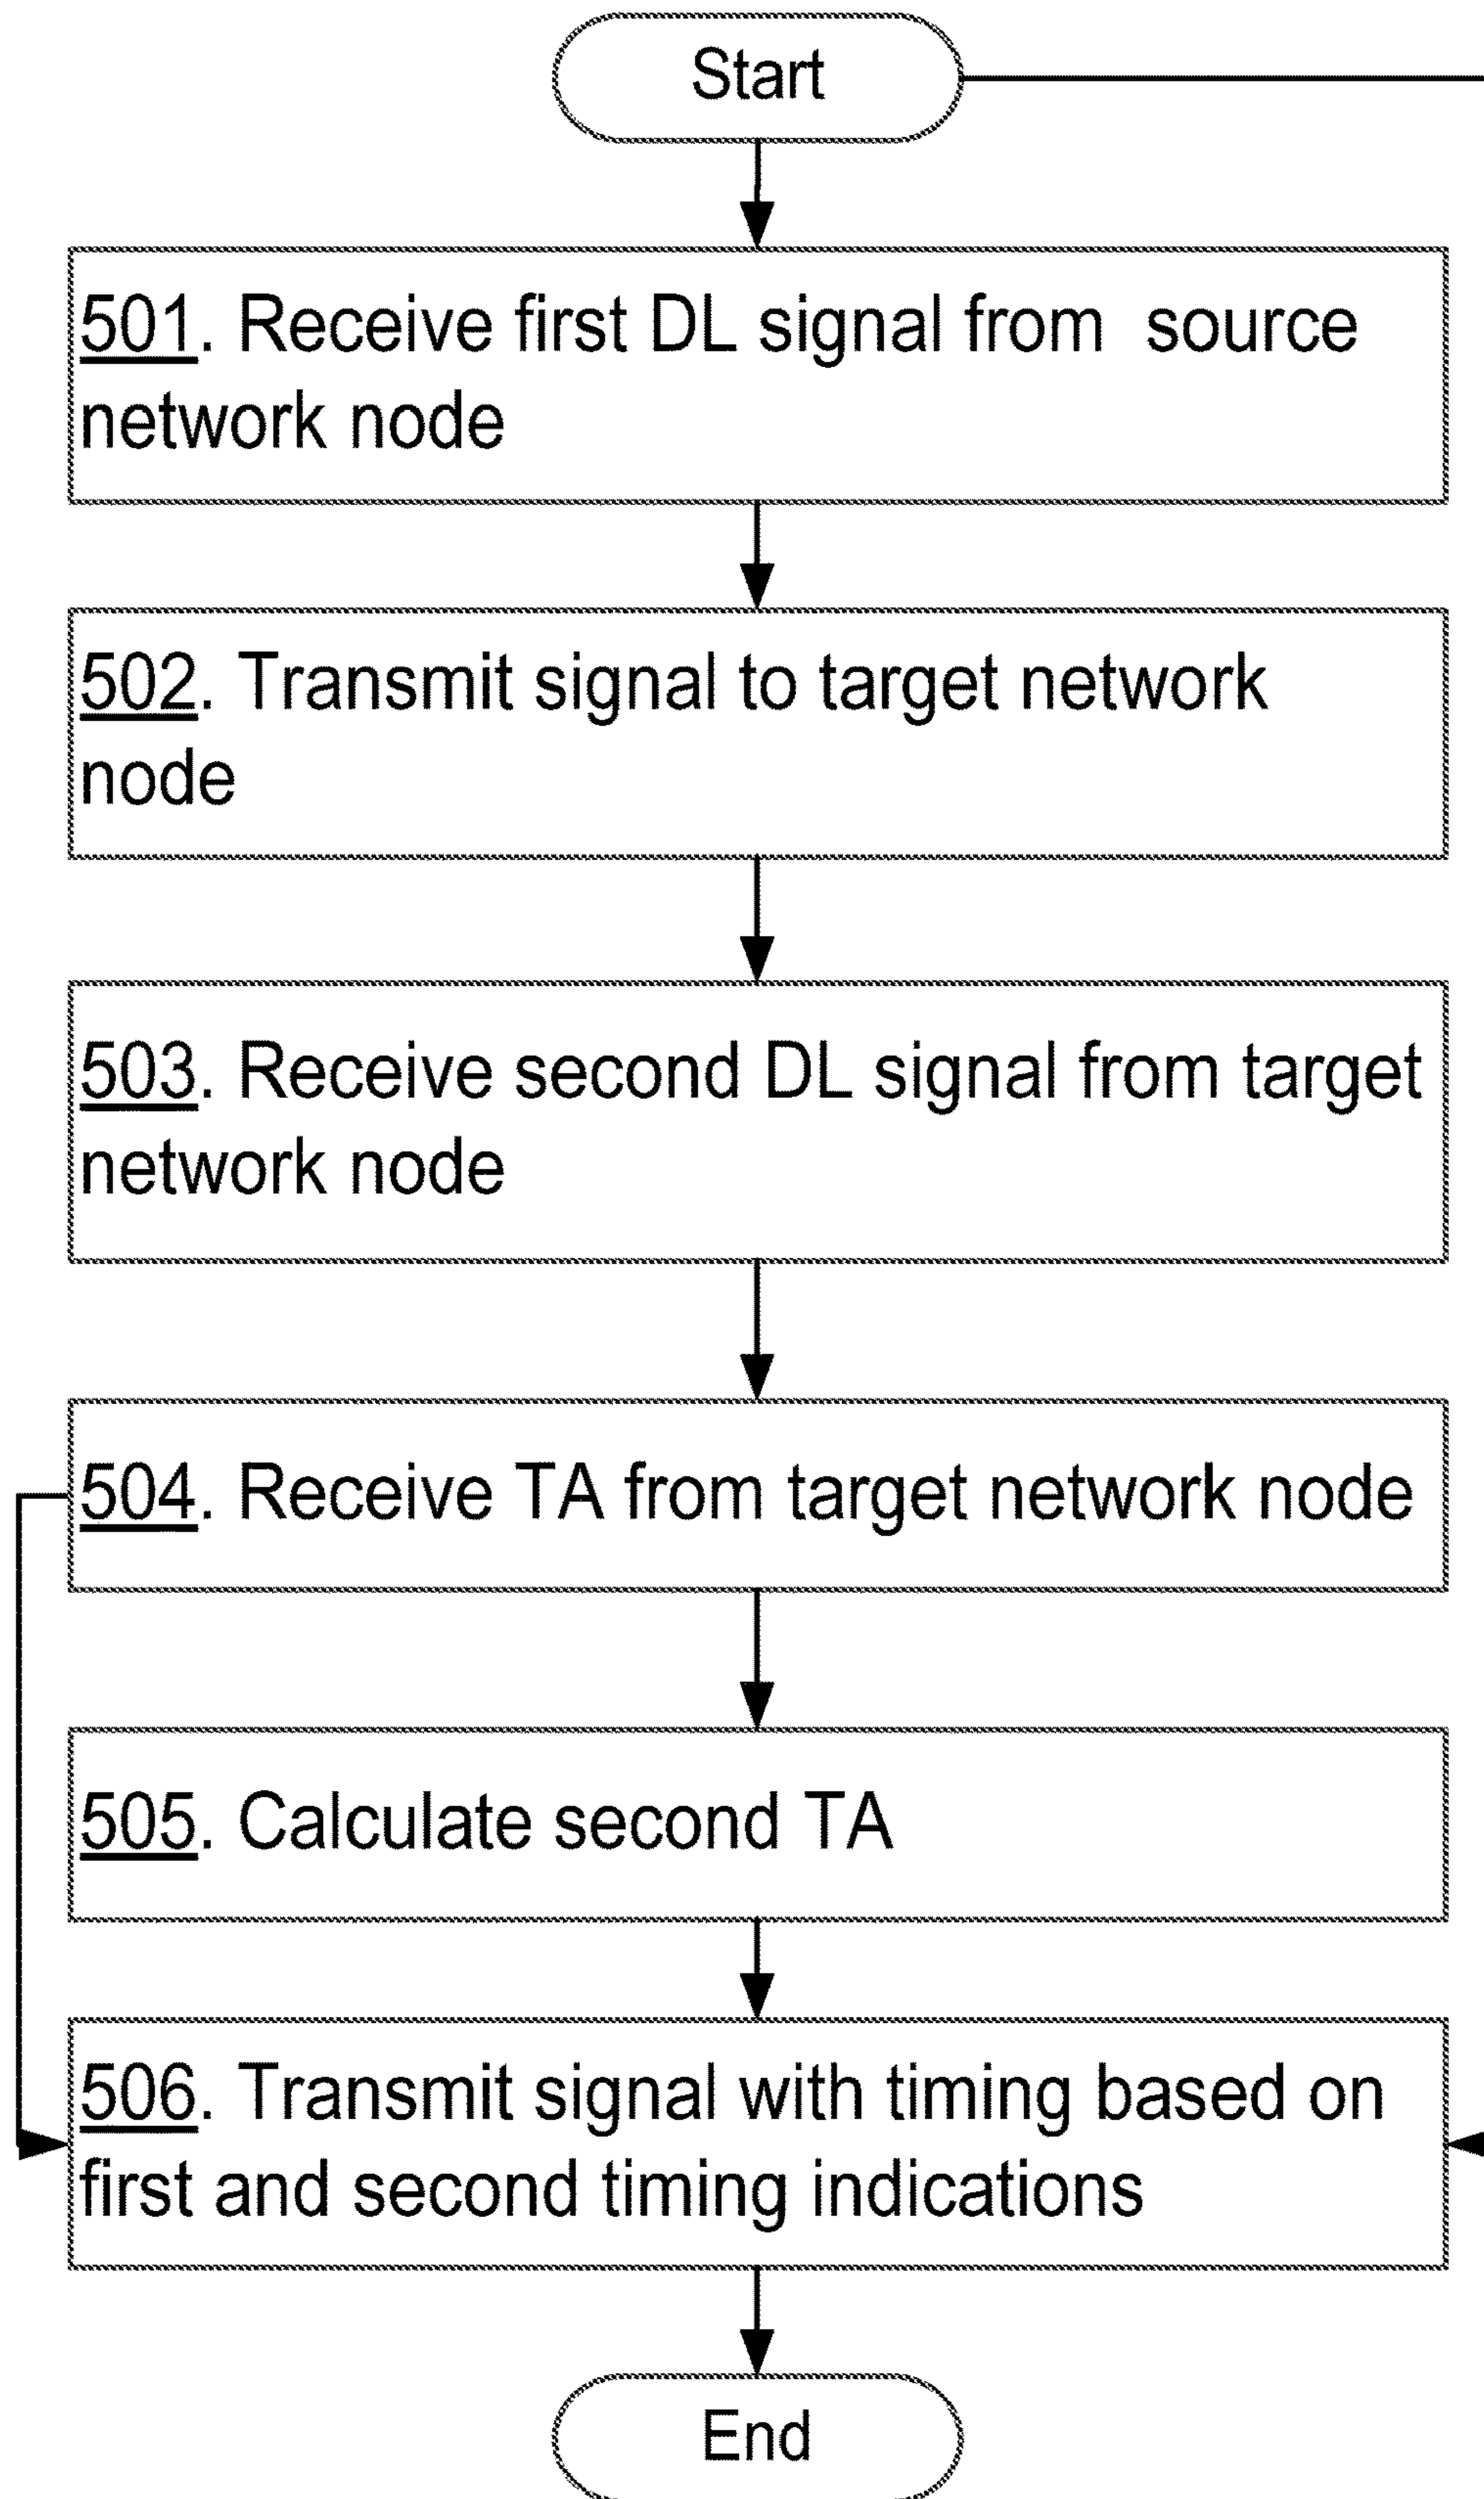 Start
501. Receive first DL signal from source
network node
502. Transmit signal to target network
node
503. Receive second DL signal from target
network node
504. Receive TA from target network node
505. Calculate second TA
506. Transmit signal with timing based on
first and second timing indications
End